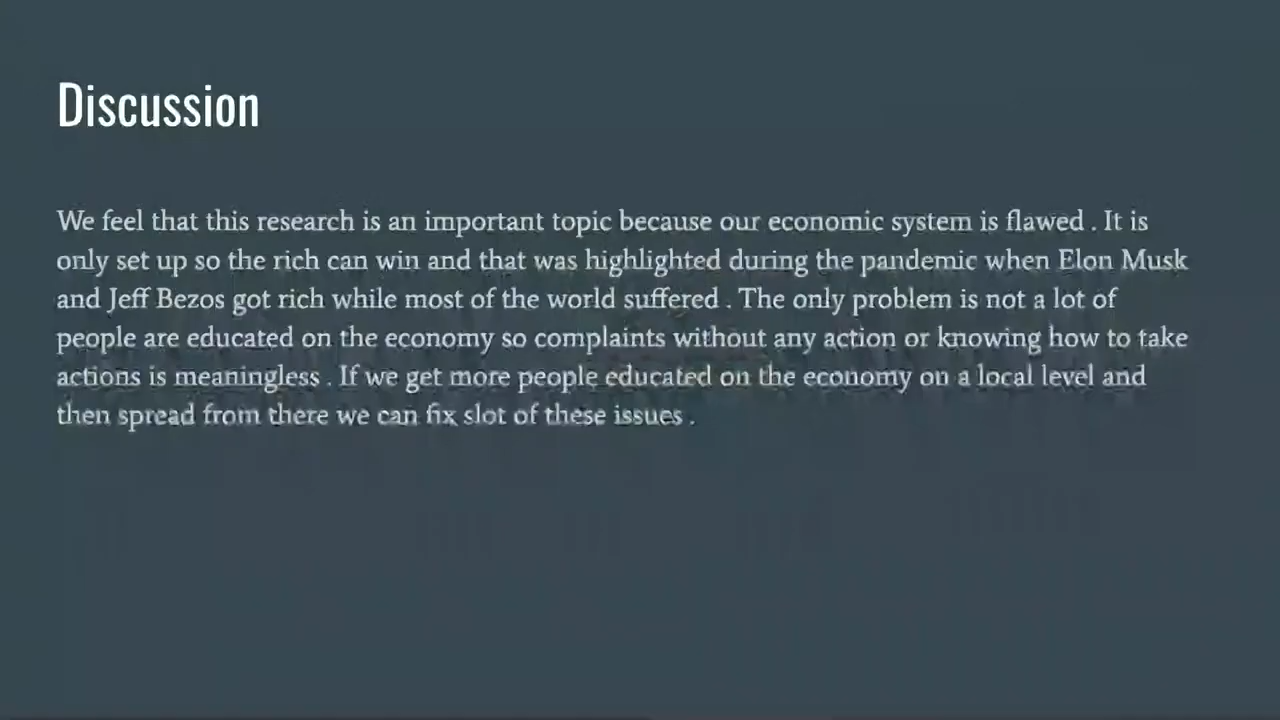 Discussion
We feel that this research is an important topic because our economic system is flawed . It is
only set up so the rich can win and that was highlighted during the pandemic when Elon Musk
and Jeff Bezos got rich while most of the world suffered . The only problem is not a lot of
people are educated on the economy so complaints without any action or knowing how to take
actions is meaningless . If we get more people educated on the economy on a local level and
then spread from there we can fix slot of these issues .